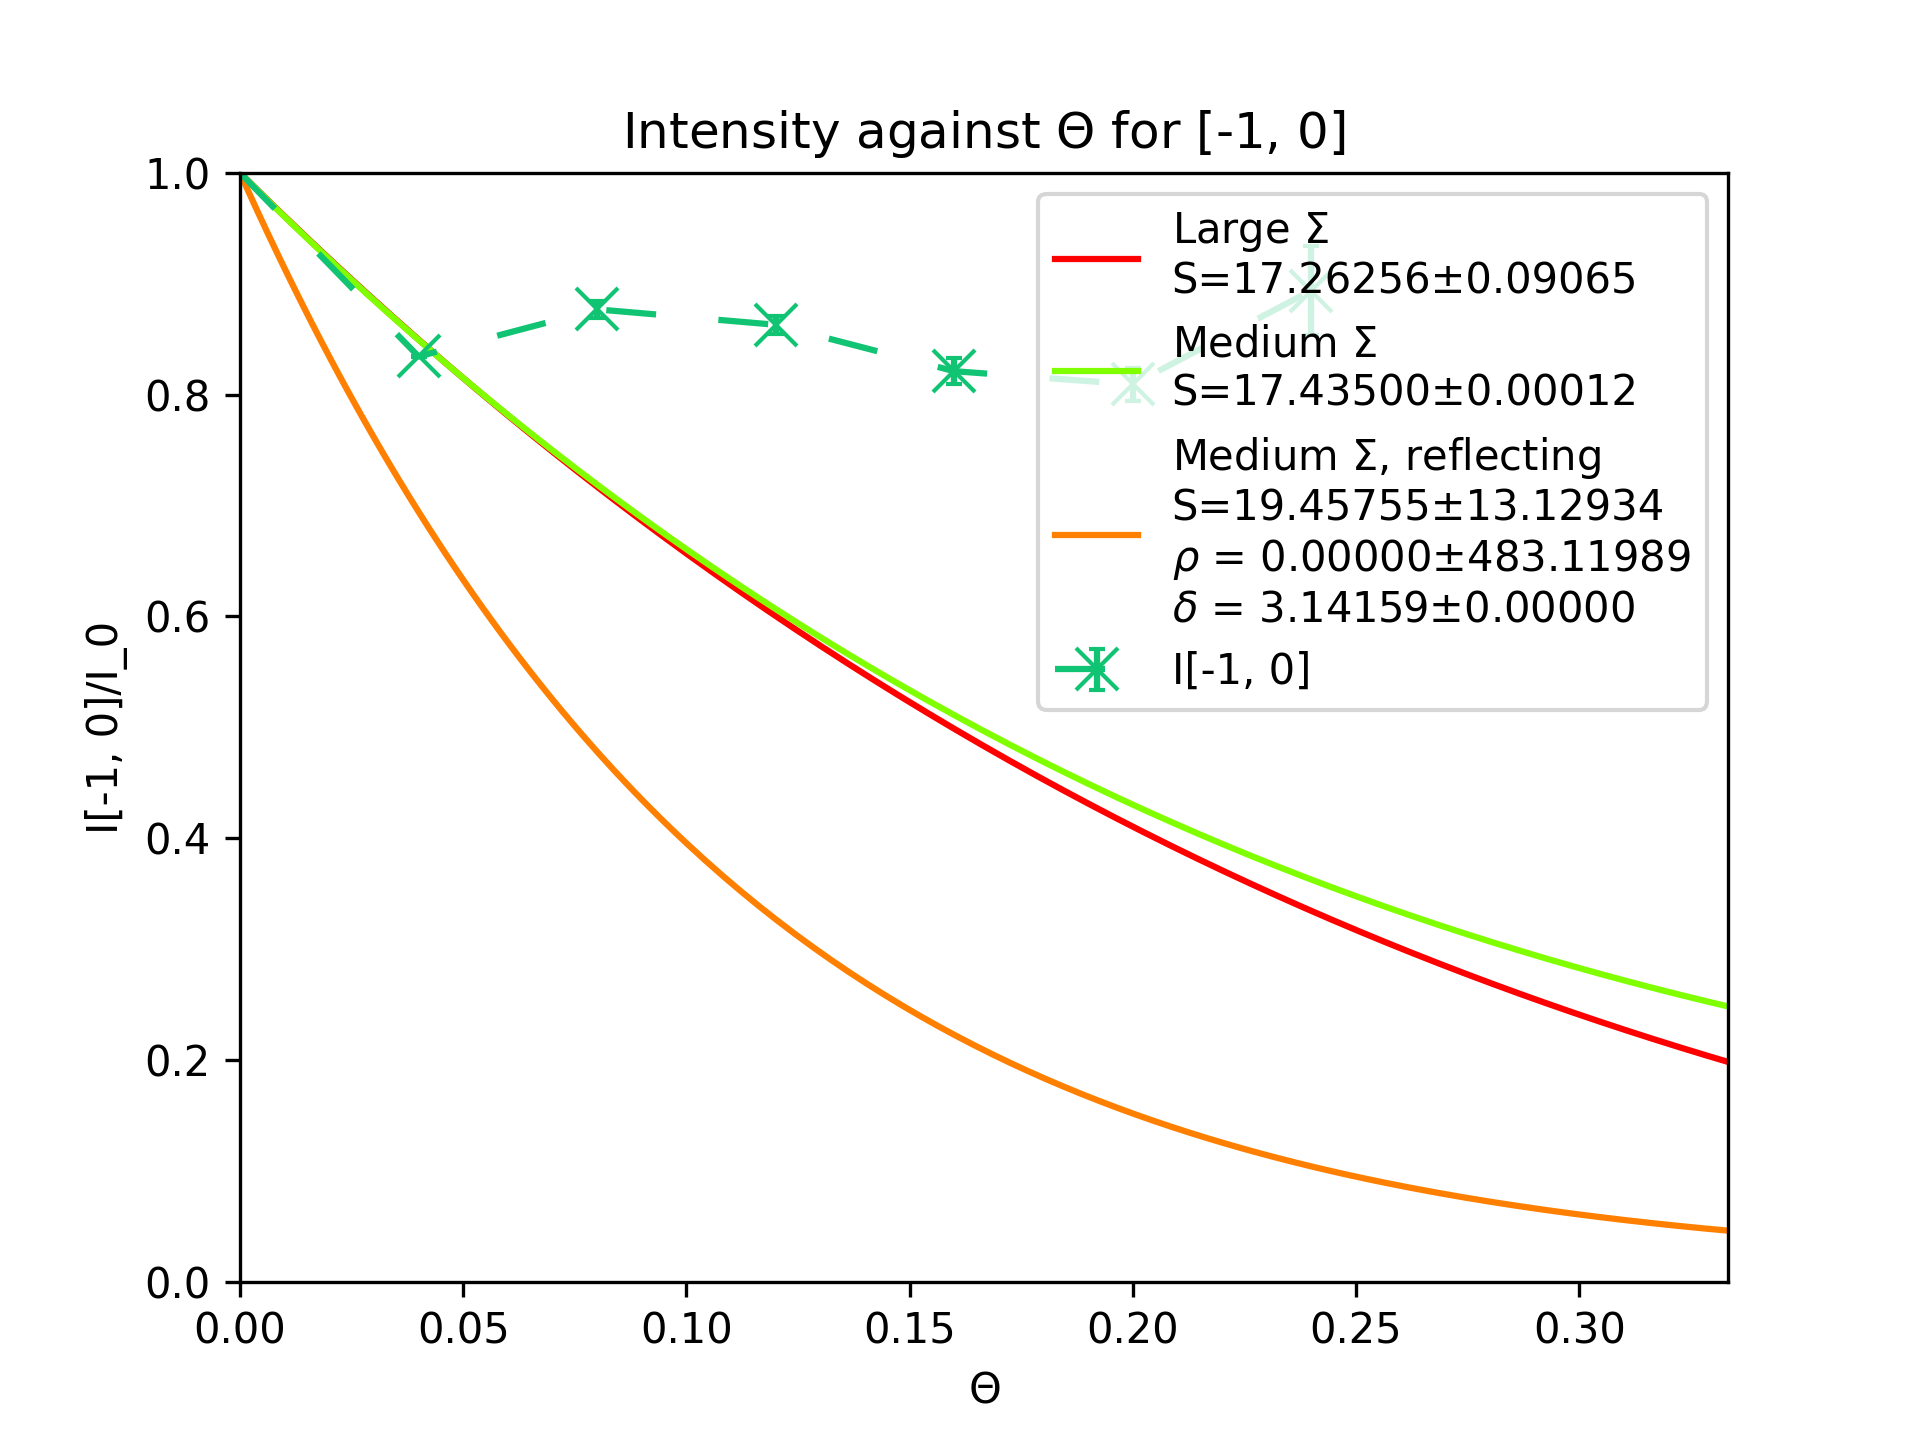 Intensity against Θ for [-1, 0]
I[-1, 0]/I_0
1.0
0.8
0.6
0.4
0.2
0.0
Large Σ
S=17.26256±0.09065
Medium Σ
S=17.43500±0.00012
Medium Σ, reflecting
S=19.45755±13.12934
ρ = 0.00000±483.11989
δ = 3.14159±0.00000
I[-1, 0]
0.00 0.05 0.10 0.15 0.20 0.25 0.30
Θ